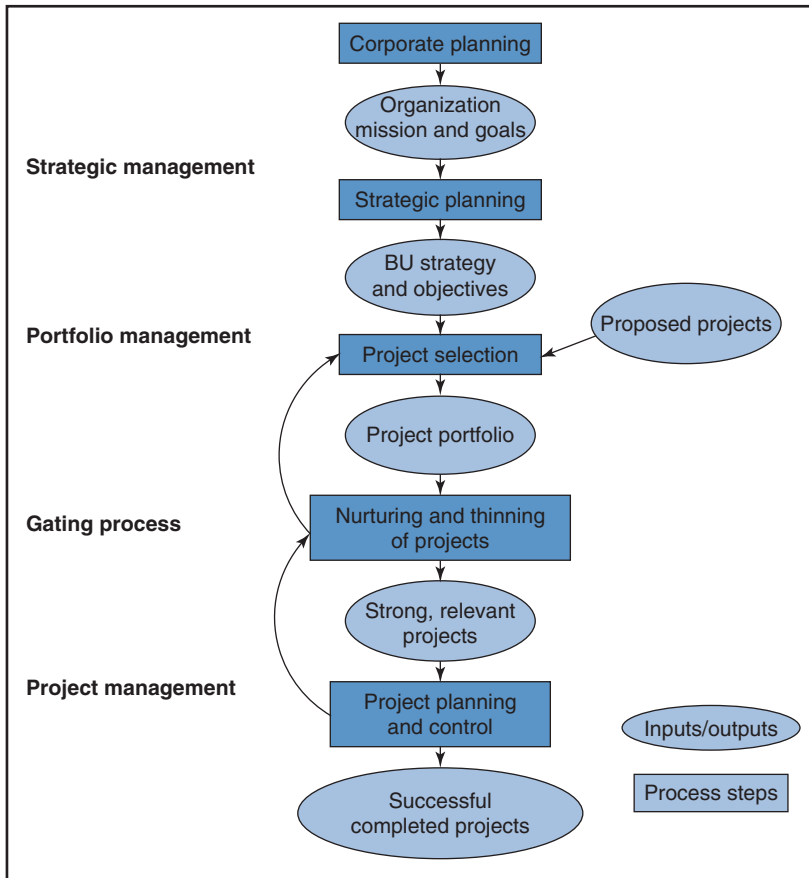 Corporate planning
Organization
mission and goals
Strategic management
Strategic planning
BU strategy
and objectives
Proposed projects
Portfolio management
Project selection
Project portfolio
Gating process
Nurturing and thinning
of projects
Strong, relevant
projects
Project management
Project planning
and control
Inputs/outputs
Process steps
Successful
completed projects